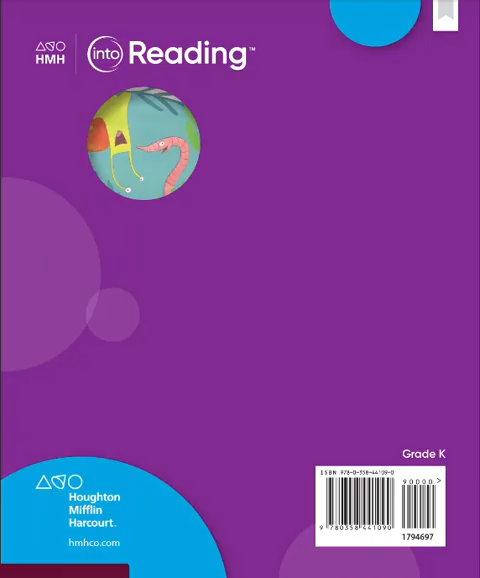 HMH
into Reading™
Grade K
ISBN 978-0-358-44109-0
90000>
9 780358 441090
1794697
Houghton
Mifflin
Harcourt.
hmhco.com